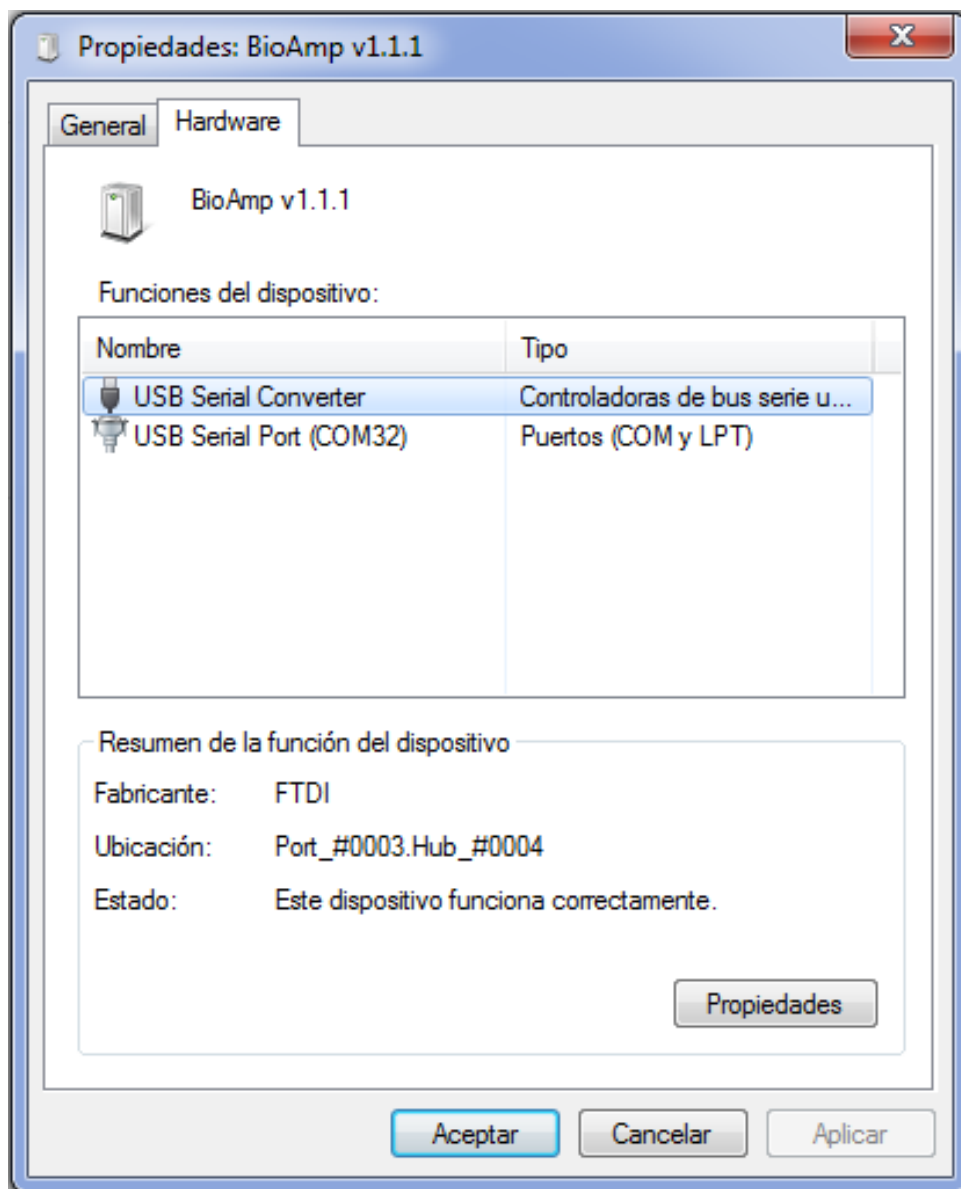 Propiedades: BioAmp v1.1.1
General Hardware
BioAmp v1.1.1
Funciones del dispositivo:
Nombre Tipo
USB Serial Converter Controladoras de bus serie u...
USB Serial Port (COM32) Puertos (COM y LPT)
Resumen de la función del dispositivo
Fabricante: FTDI
Ubicación: Port_#0003.Hub_#0004
Estado: Este dispositivo funciona correctamente.
Propiedades
Aceptar Cancelar Aplicar